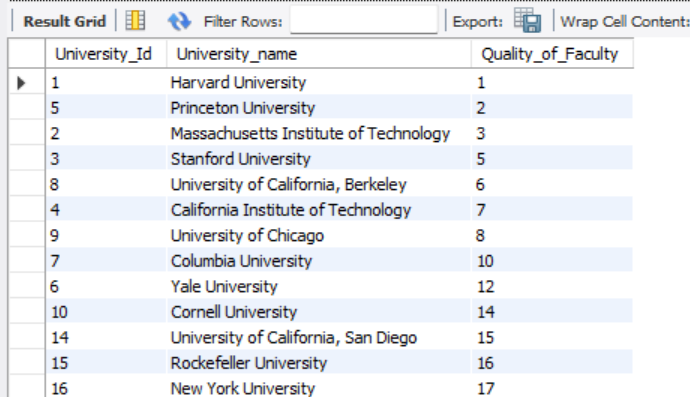 Result Grid Filter Rows: Export: Wrap Cell Content:
University_Id University_name Quality_of_Faculty
1 Harvard University 1
5 Princeton University 2
2 Massachusetts Institute of Technology 3
3 Stanford University 5
8 University of California, Berkeley 6
4 California Institute of Technology 7
9 University of Chicago 8
7 Columbia University 10
6 Yale University 12
10 Cornell University 14
14 University of California, San Diego 15
15 Rockefeller University 16
16 New York University 17